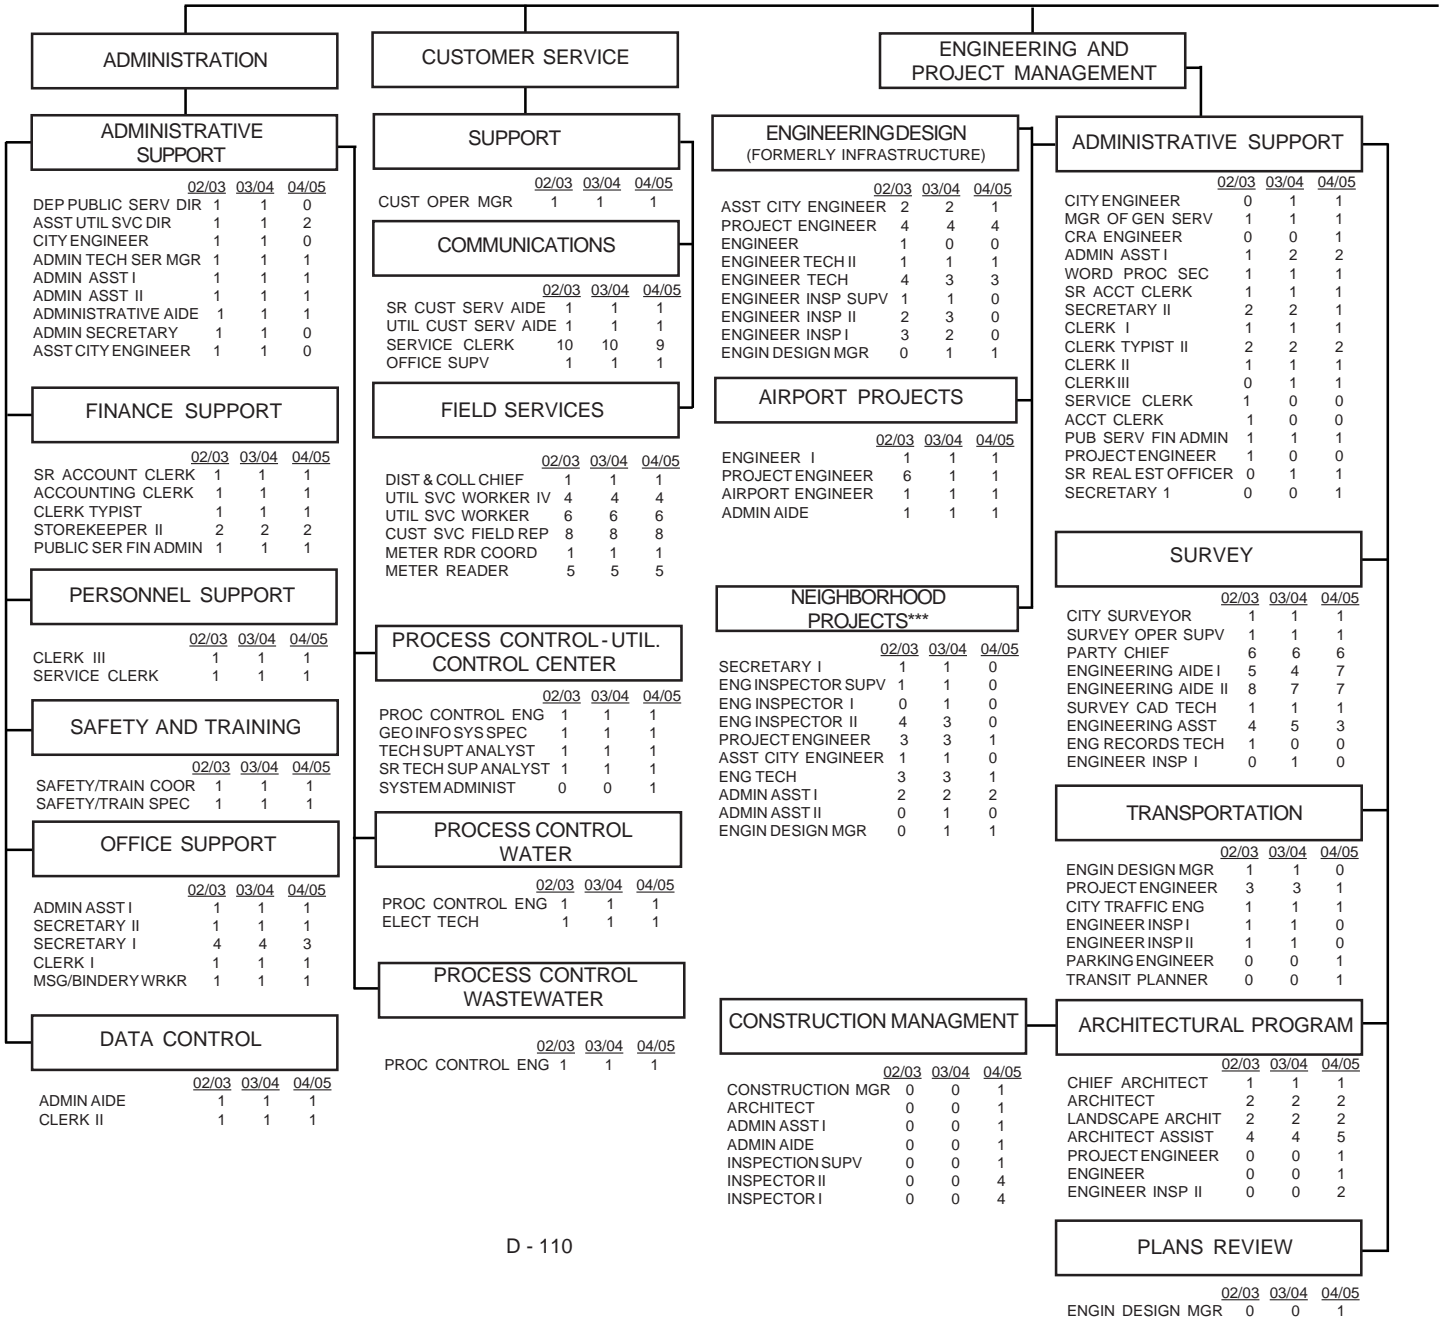 ADMINISTRATION
ADMINISTRATIVE
SUPPORT
02/03 03/04 04/05
DEP PUBLIC SERV DIR 1 1 0
ASST UTIL SVC DIR 1 1 2
CITY ENGINEER 1 1 0
ADMIN TECH SER MGR 1 1 1
ADMIN ASST I 1 1 1
ADMIN ASST II 1 1 1
ADMINISTRATIVE AIDE 1 1 1
ADMIN SECRETARY 1 1 0
ASST CITY ENGINEER 1 1 0
FINANCE SUPPORT
02/03 03/04 04/05
SR ACCOUNT CLERK 1 1 1
ACCOUNTING CLERK 1 1 1
CLERK TYPIST 1 1 1
STOREKEEPER II 2 2 2
PUBLIC SER FIN ADMIN 1 1 1
PERSONNEL SUPPORT
02/03 03/04 04/05
CLERK III 1 1 1
SERVICE CLERK 1 1 1
SAFETY AND TRAINING
02/03 03/04 04/05
SAFETY/TRAIN COOR 1 1 1
SAFETY/TRAIN SPEC 1 1 1
OFFICE SUPPORT
02/03 03/04 04/05
ADMIN ASST I 1 1 1
SECRETARY II 1 1 1
SECRETARY I 4 4 3
CLERK I 1 1 1
MSG/BINDERY WRKR 1 1 1
DATA CONTROL
02/03 03/04 04/05
ADMIN AIDE 1 1 1
CLERK II 1 1 1
CUSTOMER SERVICE
SUPPORT
02/03 03/04 04/05
CUST OPER MGR 1 1 1
COMMUNICATIONS
02/03 03/04 04/05
SR CUST SERV AIDE 1 1 1
UTIL CUST SERV AIDE 1 1 1
SERVICE CLERK 10 10 9
OFFICE SUPV 1 1 1
FIELD SERVICES
02/03 03/04 04/05
DIST & COLL CHIEF 1 1 1
UTIL SVC WORKER IV 4 4 4
UTIL SVC WORKER 6 6 6
CUST SVC FIELD REP 8 8 8
METER RDR COORD 1 1 1
METER READER 5 5 5
PROCESS CONTROL - UTIL.
CONTROL CENTER
02/03 03/04 04/05
PROC CONTROL ENG 1 1 1
GEO INFO SYS SPEC 1 1 1
TECH SUPT ANALYST 1 1 1
SR TECH SUP ANALYST 1 1 1
SYSTEM ADMINIST 0 0 1
PROCESS CONTROL
WATER
02/03 03/04 04/05
PROC CONTROL ENG 1 1 1
ELECT TECH 1 1 1
PROCESS CONTROL
WASTEWATER
02/03 03/04 04/05
PROC CONTROL ENG 1 1 1
ENGINEERING AND
PROJECT MANAGEMENT
ENGINEERING DESIGN
(FORMERLY INFRASTRUCTURE)
02/03 03/04 04/05
ASST CITY ENGINEER 2 2 1
PROJECT ENGINEER 4 4 4
ENGINEER 1 0 0
ENGINEER TECH II 1 1 1
ENGINEER TECH 4 3 3
ENGINEER INSP SUPV 1 1 0
ENGINEER INSP II 2 3 0
ENGINEER INSP I 3 2 0
ENGIN DESIGN MGR 0 1 1
AIRPORT PROJECTS
02/03 03/04 04/05
ENGINEER I 1 1 1
PROJECT ENGINEER 6 1 1
AIRPORT ENGINEER 1 1 1
ADMIN AIDE 1 1 1
NEIGHBORHOOD
PROJECTS***
02/03 03/04 04/05
SECRETARY I 1 1 0
ENG INSPECTOR SUPV 1 1 0
ENG INSPECTOR I 0 1 0
ENG INSPECTOR II 4 3 0
PROJECT ENGINEER 3 3 1
ASST CITY ENGINEER 1 1 0
ENG TECH 3 3 1
ADMIN ASST I 2 2 2
ADMIN ASST II 0 1 0
ENGIN DESIGN MGR 0 1 1
CONSTRUCTION MANAGMENT
02/03 03/04 04/05
CONSTRUCTION MGR 0 0 1
ARCHITECT 0 0 1
ADMIN ASST I 0 0 1
ADMIN AIDE 0 0 1
INSPECTION SUPV 0 0 1
INSPECTOR II 0 0 4
INSPECTOR I 0 0 4
ADMINISTRATIVE SUPPORT
02/03 03/04 04/05
CITY ENGINEER 0 1 1
MGR OF GEN SERV 1 1 1
CRA ENGINEER 0 0 1
ADMIN ASST I 1 2 2
WORD PROC SEC 1 1 1
SR ACCT CLERK 1 1 1
SECRETARY II 2 2 1
CLERK I 1 1 1
CLERK TYPIST II 2 2 2
CLERK II 1 1 1
CLERK III 0 1 1
SERVICE CLERK 1 0 0
ACCT CLERK 1 0 0
PUB SERV FIN ADMIN 1 1 1
PROJECT ENGINEER 1 0 0
SR REAL EST OFFICER 0 1 1
SECRETARY 1 0 0 1
SURVEY
02/03 03/04 04/05
CITY SURVEYOR 1 1 1
SURVEY OPER SUPV 1 1 1
PARTY CHIEF 6 6 6
ENGINEERING AIDE I 5 4 7
ENGINEERING AIDE II 8 7 7
SURVEY CAD TECH 1 1 1
ENGINEERING ASST 4 5 3
ENG RECORDS TECH 1 0 0
ENGINEER INSP I 0 1 0
TRANSPORTATION
02/03 03/04 04/05
ENGIN DESIGN MGR 1 1 0
PROJECT ENGINEER 3 3 1
CITY TRAFFIC ENG 1 1 1
ENGINEER INSP I 1 1 0
ENGINEER INSP II 1 1 0
PARKING ENGINEER 0 0 1
TRANSIT PLANNER 0 0 1
ARCHITECTURAL PROGRAM
02/03 03/04 04/05
CHIEF ARCHITECT 1 1 1
ARCHITECT 2 2 2
LANDSCAPE ARCHIT 2 2 2
ARCHITECT ASSIST 4 4 5
PROJECT ENGINEER 0 0 1
ENGINEER 0 0 1
ENGINEER INSP II 0 0 2
PLANS REVIEW
02/03 03/04 04/05
ENGIN DESIGN MGR 0 0 1
D - 110